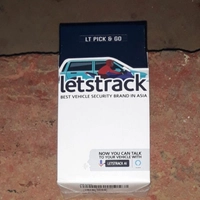 LT PICK & GO
letstrack
BEST VEHICLE SECURITY BRAND IN ASIA
NOW YOU CAN TALK
TO YOUR VEHICLE WITH
LETSTRACK AI